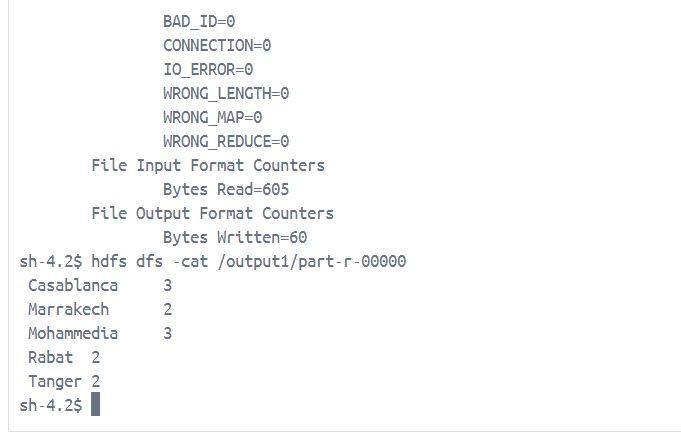 BAD_ID=0
CONNECTION=0
IO_ERROR=0
WRONG_LENGTH=0
WRONG_MAP=0
WRONG_REDUCE=0
File Input Format Counters
Bytes Read=605
File Output Format Counters
Bytes Written=60
sh-4.2$ hdfs dfs -cat /output1/part-r-00000
Casablanca 3
Marrakech 2
Mohammedia 3
Rabat 2
Tanger 2
sh-4.2$